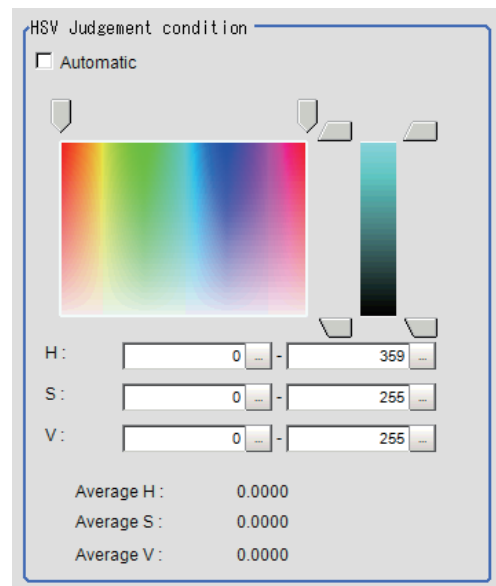 HSV Judgement condition
Automatic
H : 0 ... - 359 ...
S : 0 ... - 255 ...
V : 0 ... - 255 ...
Average H : 0.0000
Average S : 0.0000
Average V : 0.0000